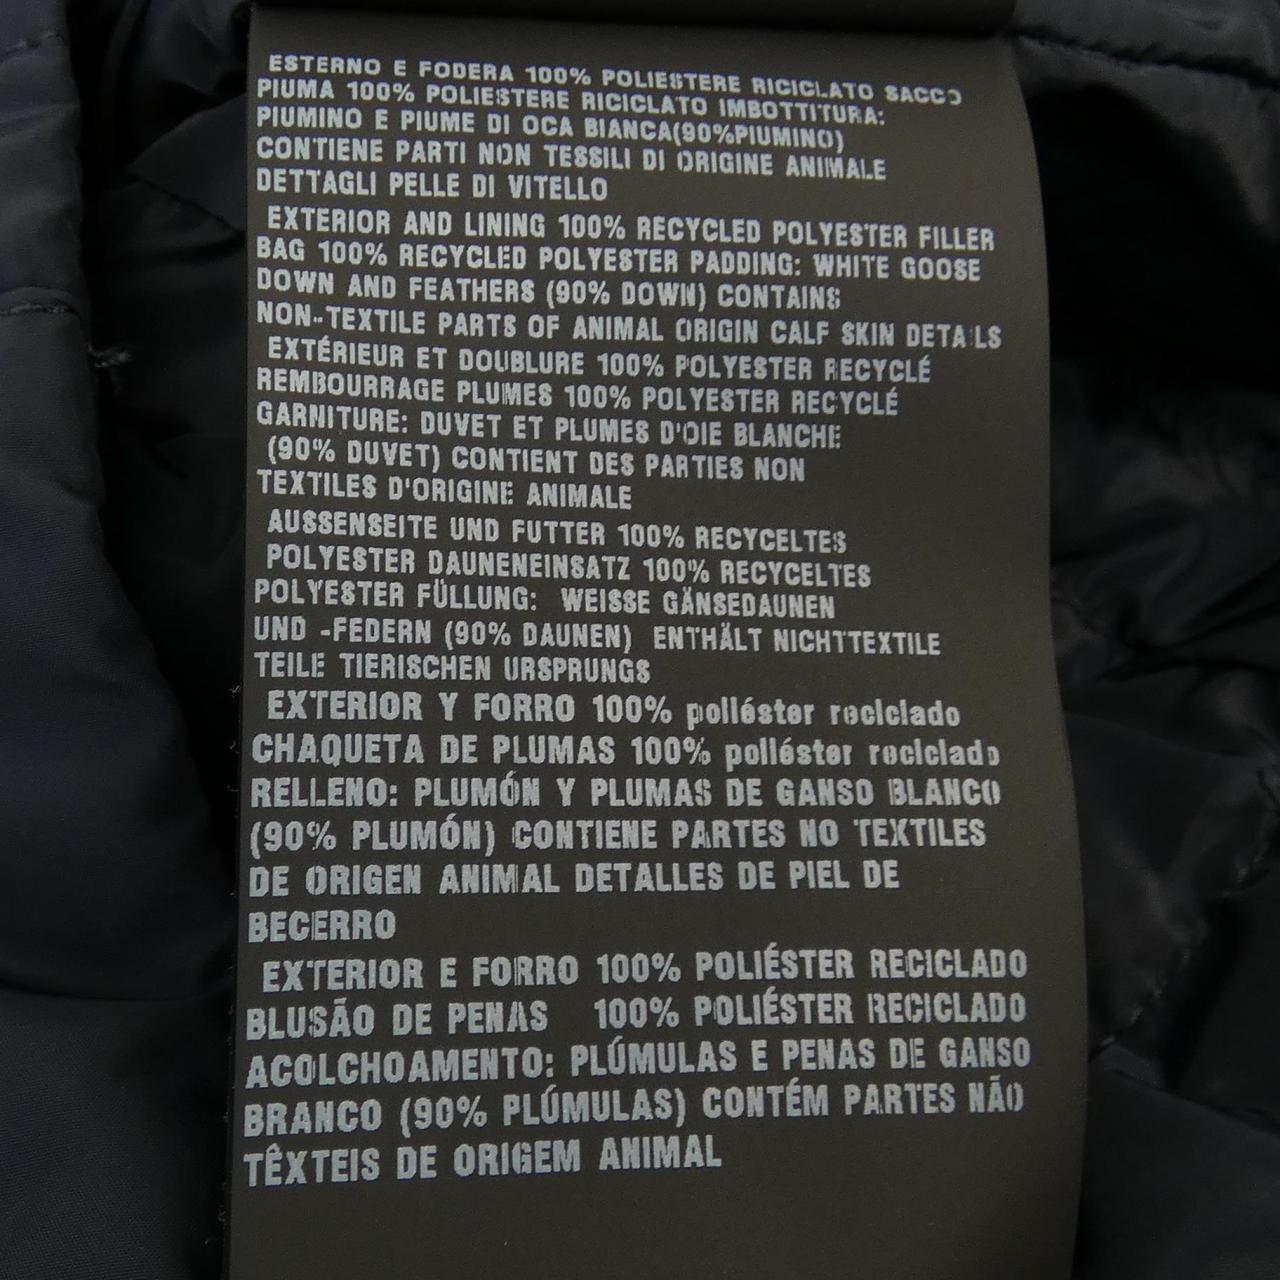 ESTERNO E FODERA 100% POLIESTERE RICICLATO SACCO
PIUMA 100% POLIESTERE RICICLATO IMBOTTITURA:
PIUMINO E PIUME DI OCA BIANCA(90%PIUMINO)
CONTIENE PARTI NON TESSILI DI ORIGINE ANIMALE
DETTAGLI PELLE DI VITELLO
EXTERIOR AND LINING 100% RECYCLED POLYESTER FILLER
BAG 100% RECYCLED POLYESTER PADDING: WHITE GOOSE
DOWN AND FEATHERS (90% DOWN) CONTAINS
NON-TEXTILE PARTS OF ANIMAL ORIGIN CALF SKIN DETAILS
EXTÉRIEUR ET DOUBLURE 100% POLYESTER RECYCLÉ
REMBOURRAGE PLUMES 100% POLYESTER RECYCLÉ
GARNITURE: DUVET ET PLUMES D'OIE BLANCHE
(90% DUVET) CONTIENT DES PARTIES NON
TEXTILES D'ORIGINE ANIMALE
AUSSENSEITE UND FUTTER 100% RECYCELTES
POLYESTER DAUNENEINSATZ 100% RECYCELTES
POLYESTER FÜLLUNG: WEISSE GÄNSEDAUNEN
UND -FEDERN (90% DAUNEN) ENTHÄLT NICHTTEXTILE
TEILE TIERISCHEN URSPRUNGS
EXTERIOR Y FORRO 100% poliéster reciclado
CHAQUETA DE PLUMAS 100% poliéster reciclado
RELLENO: PLUMÓN Y PLUMAS DE GANSO BLANCO
(90% PLUMÓN) CONTIENE PARTES NO TEXTILES
DE ORIGEN ANIMAL DETALLES DE PIEL DE
BECERRO
EXTERIOR E FORRO 100% POLIÉSTER RECICLADO
BLUSÃO DE PENAS 100% POLIÉSTER RECICLADO
ACOLCHOAMENTO: PLÚMULAS E PENAS DE GANSO
BRANCO (90% PLÚMULAS) CONTÉM PARTES NÃO
TÊXTEIS DE ORIGEM ANIMAL